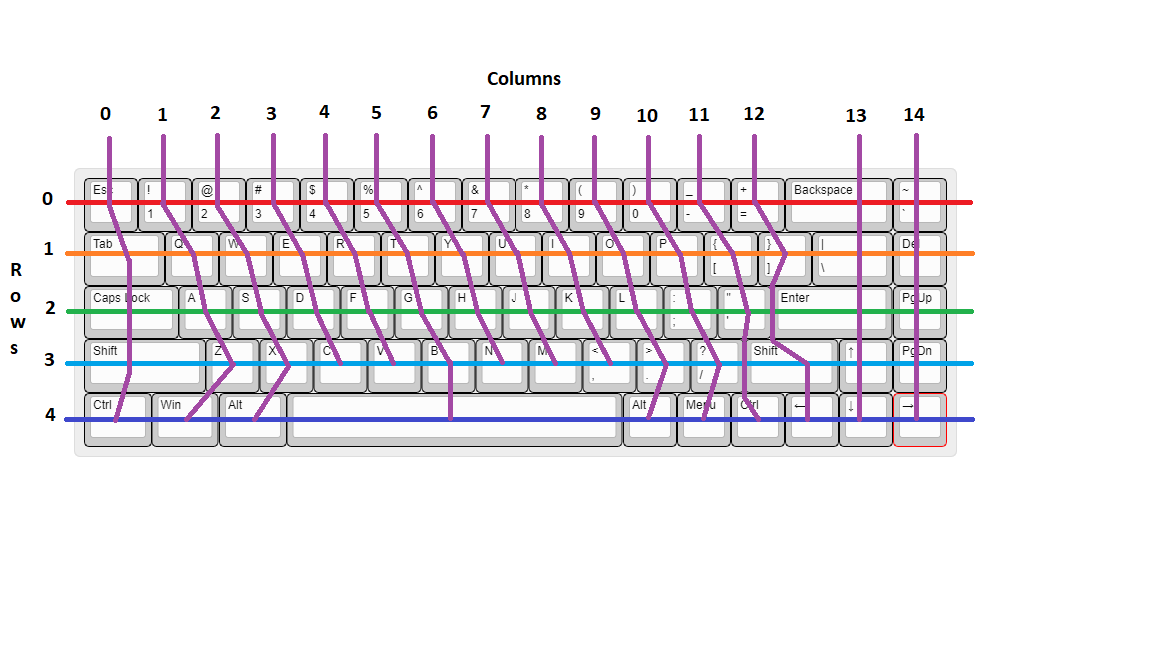 Columns
0 1 2 3 4 5 6 7 8 9 10 11 12 13 14
Rows
0
Esc ! @ # $ % ^ & * ( ) _ + Backspace ~
1 2 3 4 5 6 7 8 9 0 - = `
1
Tab Q W E R T Y U I O P { } | Del
[ ] \
2
Caps Lock A S D F G H J K L : " Enter PgUp
; '
3
Shift Z X C V B N M < > ? Shift ↑ PgDn
, . /
4
Ctrl Win Alt Alt Menu Ctrl ← ↓ →